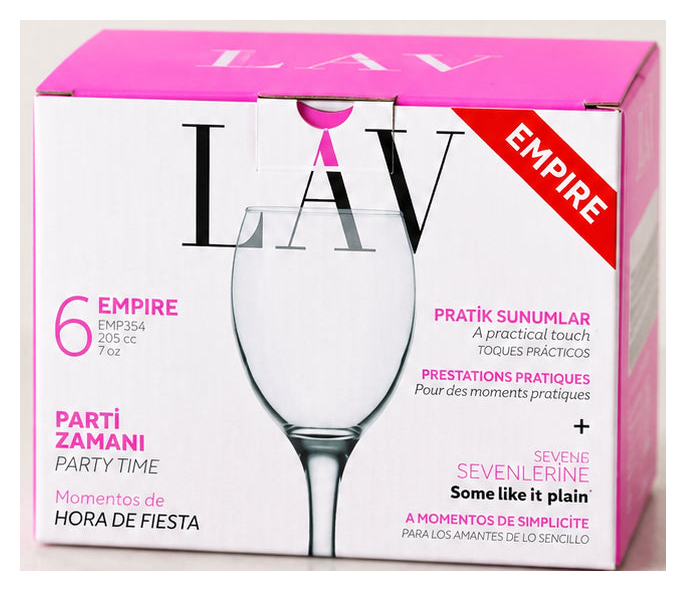 LAV
LAV
EMPIRE
6
EMPIRE
EMP354
205 cc
7 oz
PARTİ
ZAMANI
PARTY TIME
Momentos de
HORA DE FIESTA
PRATİK SUNUMLAR
A practical touch
TOQUES PRÁCTICOS
PRESTATIONS PRATIQUES
Pour des moments pratiques
+
SEVENLERİNE
Some like it plain
A MOMENTOS DE SIMPLICITE
PARA LOS AMANTES DE LO SENCILLO
LAV